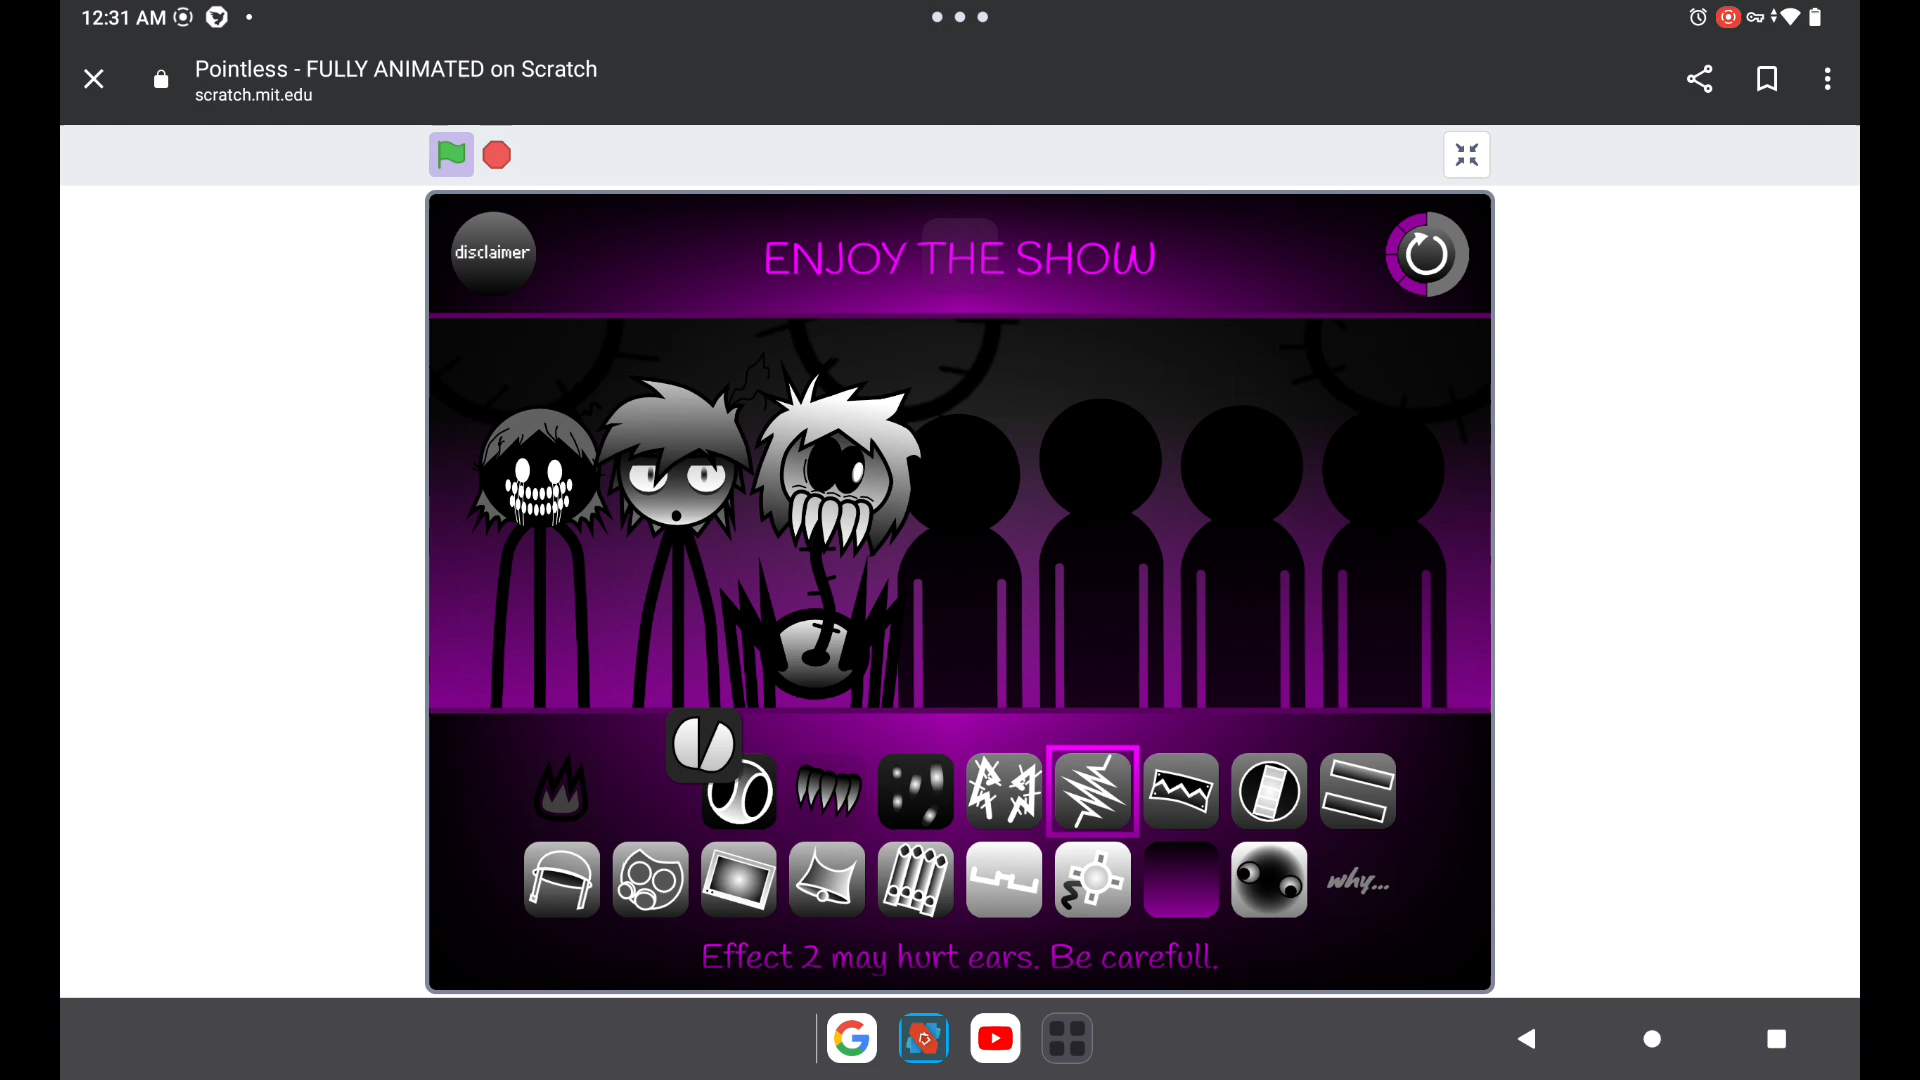 12:31 AM
Pointless - FULLY ANIMATED on Scratch
scratch.mit.edu
disclaimer
ENJOY THE SHOW
why...
Effect 2 may hurt ears. Be carefull.